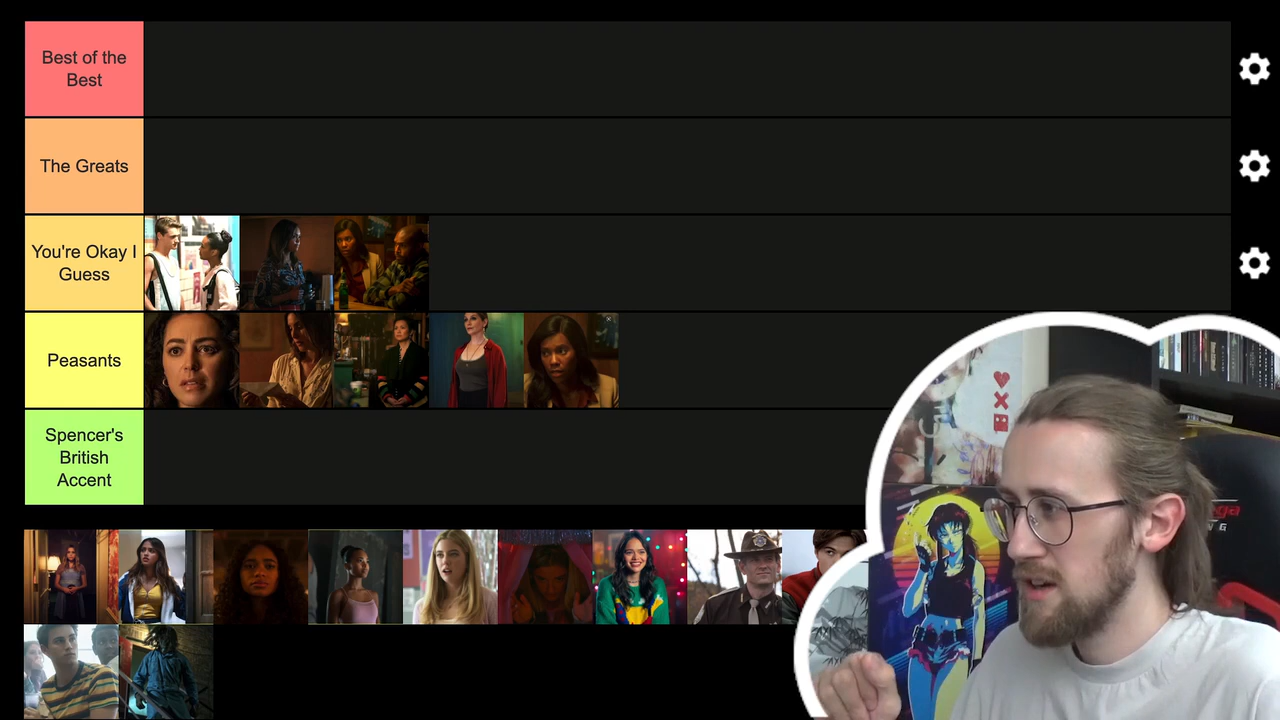 Best of the
Best
The Greats
You're Okay I
Guess
Peasants
Spencer's
British
Accent